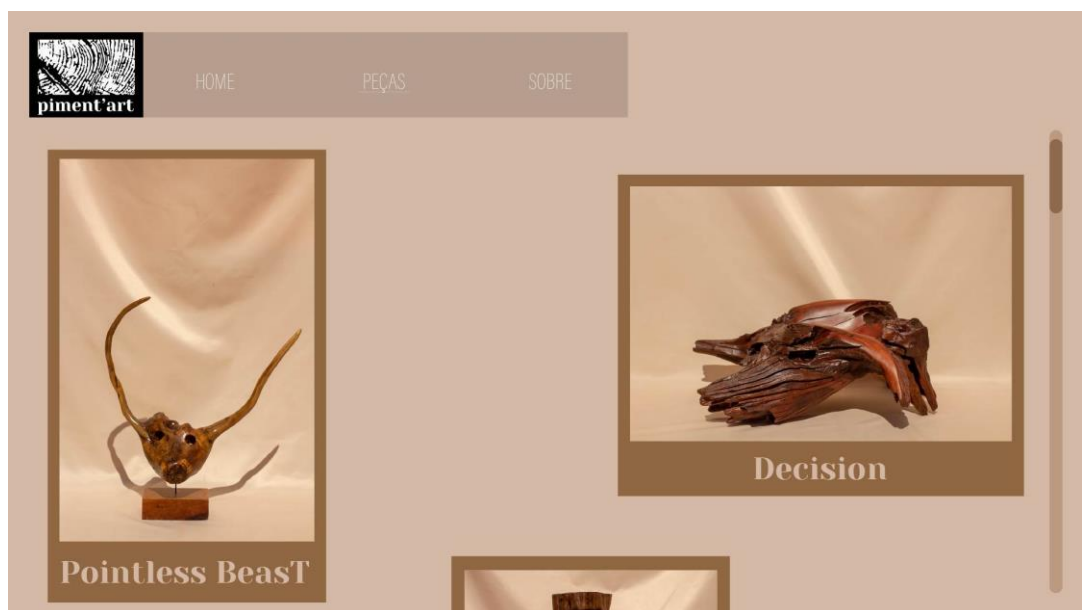 piment'art
HOME
PEÇAS
SOBRE
Decision
Pointless BeasT